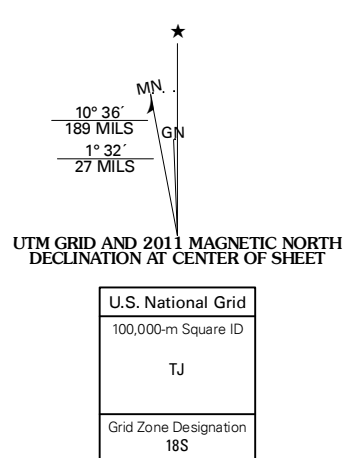 ★
MN
10° 36´
189 MILS
GN
1° 32´
27 MILS
UTM GRID AND 2011 MAGNETIC NORTH
DECLINATION AT CENTER OF SHEET
U.S. National Grid
100,000-m Square ID
TJ
Grid Zone Designation
18S